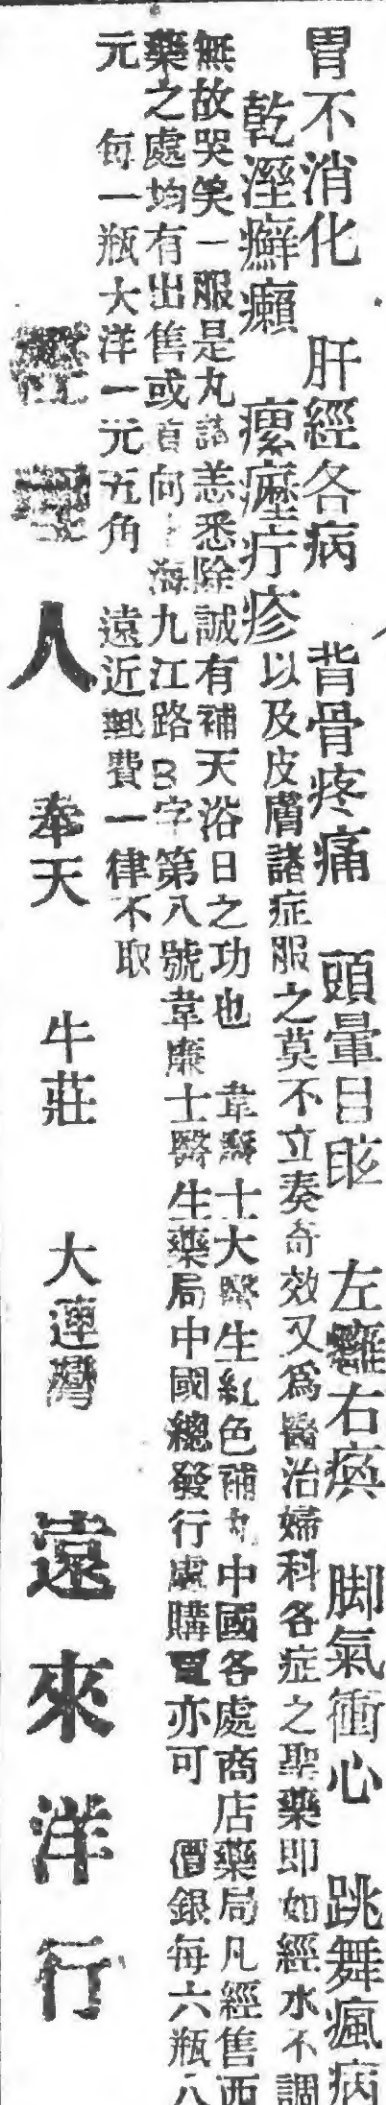 胃不消化　肝經各病　背骨疼痛　頭暈目眩　左癱右瘓　脚氣衝心　跳舞瘋病
乾溼癬癩　瘰癧疔疹以及皮膚諸症服之莫不立奏奇效又爲醫治婦科各症之聖藥即如經水不調
無故哭笑一服是丸諸恙悉除誠有補天浴日之功也　韋廉士大醫生紅色補丸中國各處商店藥局凡經售西
藥之處均有出售或直向上海九江路B字第八號韋廉士醫生藥局中國總發行處購買亦可　價銀每六瓶八
元　每一瓶大洋一元五角　遠近郵費一律不取
人　奉天　牛莊　大連灣　遠來洋行